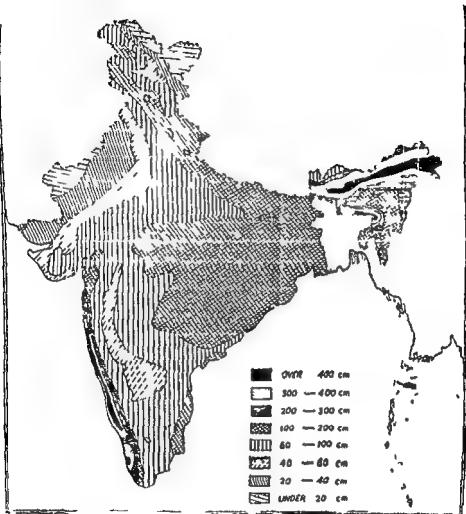 OVER 400 cm
300 — 400 cm
200 — 300 cm
100 — 200 cm
60 — 100 cm
40 — 60 cm
20 — 40 cm
UNDER 20 cm